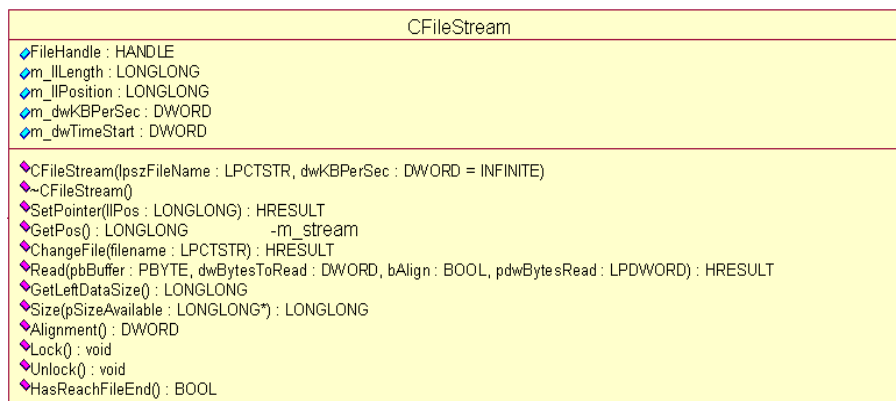 CFileStream
FileHandle : HANDLE
m_llLength : LONGLONG
m_llPosition : LONGLONG
m_dwKBPerSec : DWORD
m_dwTimeStart : DWORD
CFileStream(lpszFileName : LPCTSTR, dwKBPerSec : DWORD = INFINITE)
~CFileStream()
SetPointer(llPos : LONGLONG) : HRESULT
GetPos() : LONGLONG -m_stream
ChangeFile(filename : LPCTSTR) : HRESULT
Read(pbBuffer : PBYTE, dwBytesToRead : DWORD, bAlign : BOOL, pdwBytesRead : LPDWORD) : HRESULT
GetLeftDataSize() : LONGLONG
Size(pSizeAvailable : LONGLONG*) : LONGLONG
Alignment() : DWORD
Lock() : void
Unlock() : void
HasReachFileEnd() : BOOL